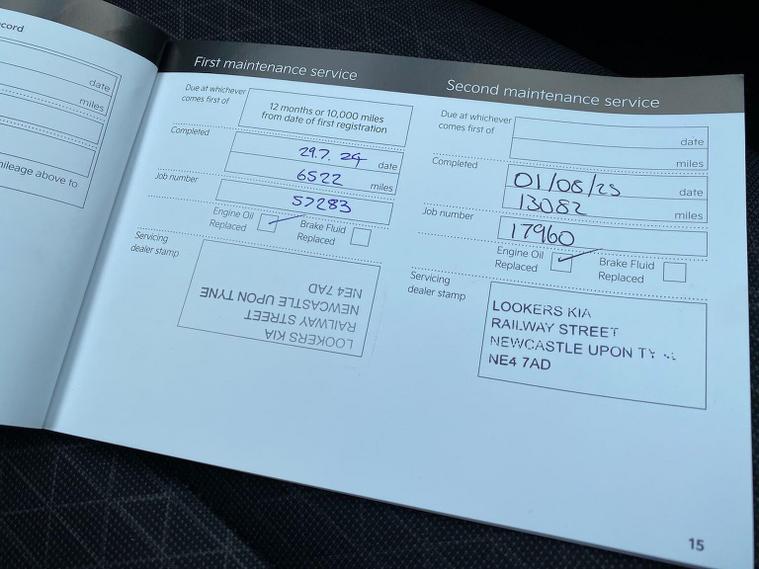 ecord
date
miles
mileage above to
First maintenance service
Due at whichever
comes first of
12 months or 10,000 miles
from date of first registration
Completed
29.7.24 date
6522 miles
Job number
57283
Engine Oil
Replaced
Brake Fluid
Replaced
Servicing
dealer stamp
LOOKERS KIA
RAILWAY STREET
NEWCASTLE UPON TYNE
NE4 7AD
Second maintenance service
Due at whichever
comes first of
date
miles
Completed
01/08/25 date
13082 miles
Job number
17960
Engine Oil
Replaced
Brake Fluid
Replaced
Servicing
dealer stamp
LOOKERS KIA
RAILWAY STREET
NEWCASTLE UPON TYNE
NE4 7AD
15